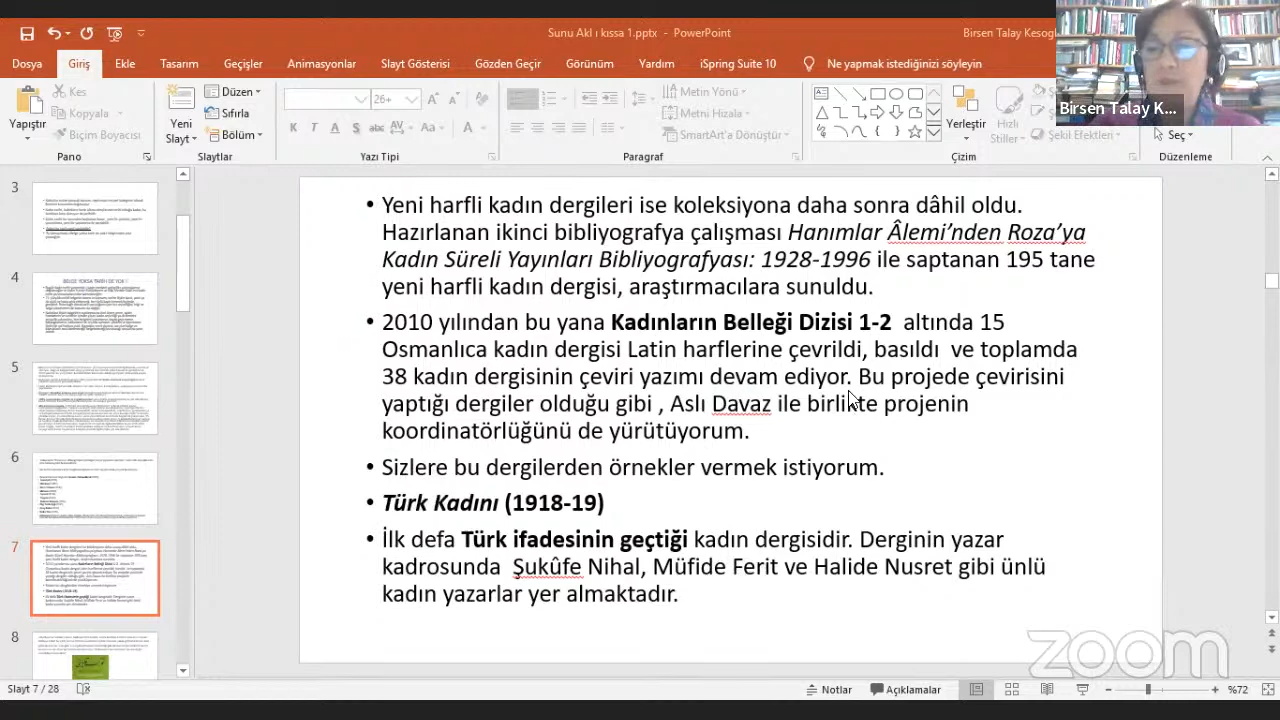 Sunu Akl ı kıssa 1.pptx - PowerPoint
Birsen Talay Kesoğl
Dosya Giriş Ekle Tasarım Geçişler Animasyonlar Slayt Gösterisi Gözden Geçir Görünüm Yardım iSpring Suite 10 Ne yapmak istediğinizi söyleyin
Birsen Talay K...
Yapıştır
Kes
Kopyala
Biçim Boyacısı
Pano
Yeni
Slayt
Düzen
Sıfırla
Bölüm
Slaytlar
26+
K T
Yazı Tipi
Metin Yönü
Metni Hizala
SmartArt'a Dönüştür
Paragraf
Yerleştir
Hızlı
Stiller
Şekil Efektleri
Çizim
Seç
Düzenleme
3
4
5
6
7
8
• Yeni harfli kadın dergileri ise koleksiyona daha sonra dâhil oldu.
Hazırlanan ikinci bibliyografya çalışması Hanımlar Âlemi'nden Roza'ya
Kadın Süreli Yayınları Bibliyografyası: 1928-1996 ile saptanan 195 tane
yeni harfli kadın dergisi, araştırmacılara sunuldu.
• 2010 yılından bu yana Kadınların Belleği Dizisi 1-2 altında 15
Osmanlıca kadın dergisi Latin harflerine çevrildi, basıldı ve toplamda
38 kadın dergisinin çeviri yazımı devam ediyor. Bu projede çevirisini
yaptığı dergiler olduğu gibi , Aslı Davaz ile birlikte projenin
koordinatörlüğünü de yürütüyorum.
• Sizlere bu dergilerden örnekler vermek istiyorum.
• Türk Kadını (1918-19)
• İlk defa Türk ifadesinin geçtiği kadın dergisidir. Derginin yazar
kadrosunda Şukufe Nihal, Müfide Ferit ve Halide Nusret gibi ünlü
kadın yazarlar yer almaktadır.
zoom
Slayt 7 / 28
Notlar Açıklamalar
%72